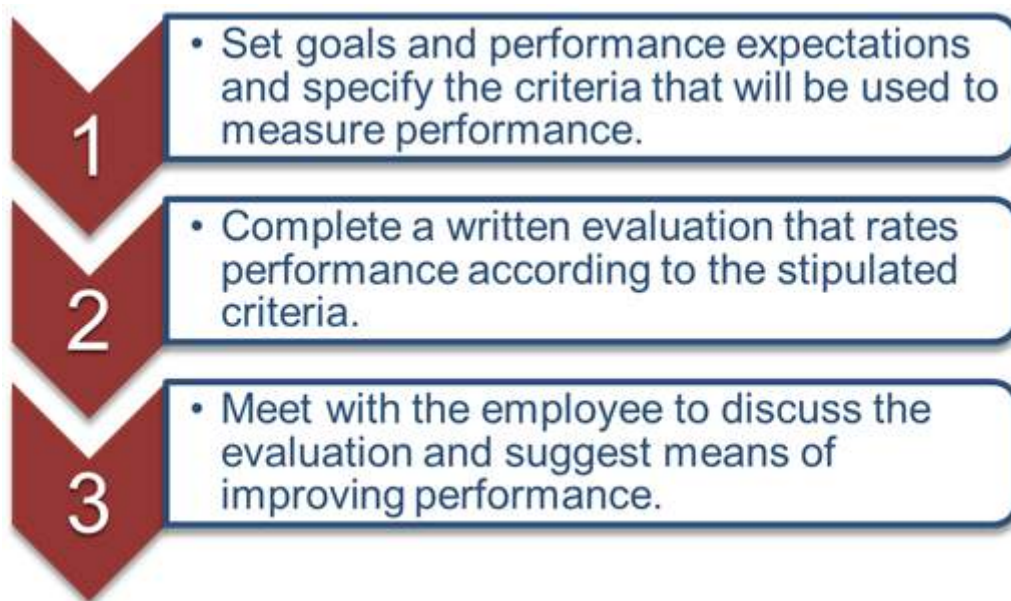 1
• Set goals and performance expectations
and specify the criteria that will be used to
measure performance.
2
• Complete a written evaluation that rates
performance according to the stipulated
criteria.
3
• Meet with the employee to discuss the
evaluation and suggest means of
improving performance.